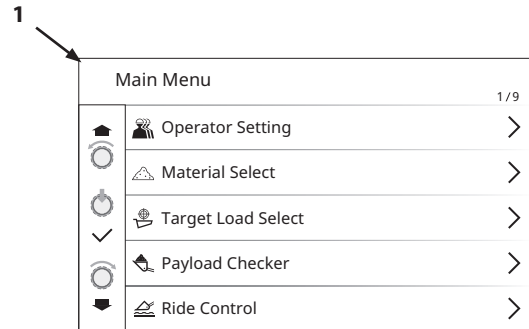 1
Main Menu
1/9
Operator Setting
Material Select
Target Load Select
Payload Checker
Ride Control